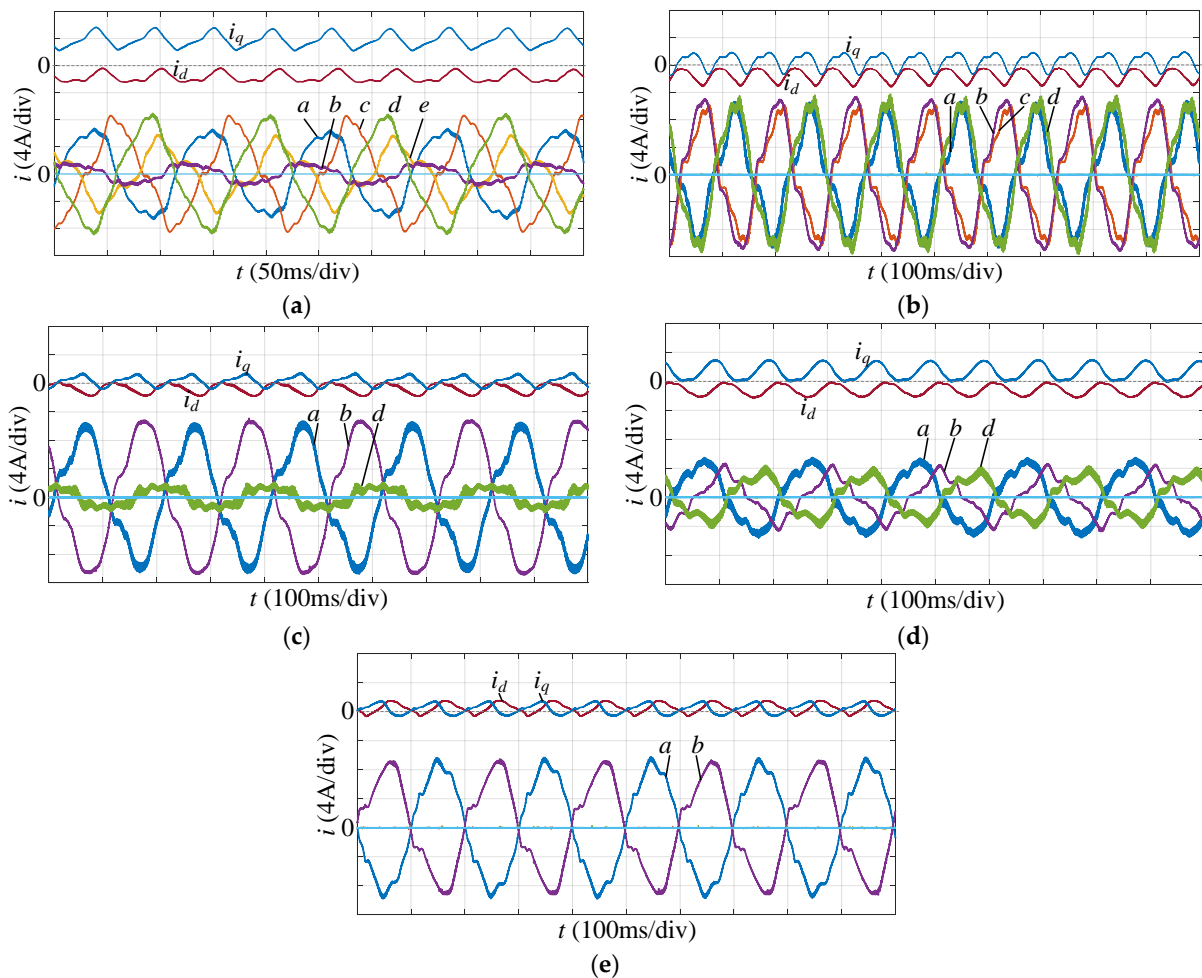 i_q
0
i_d
a b c d e
0
i (4A/div)
t (50ms/div)
(a)
i_q
0
i_d
a b c d
0
i (4A/div)
t (100ms/div)
(b)
i_q
0
i_d
a b d
0
i (4A/div)
t (100ms/div)
(c)
i_q
0
i_d
a b d
0
i (4A/div)
t (100ms/div)
(d)
i_d i_q
0
a b
0
i (4A/div)
t (100ms/div)
(e)